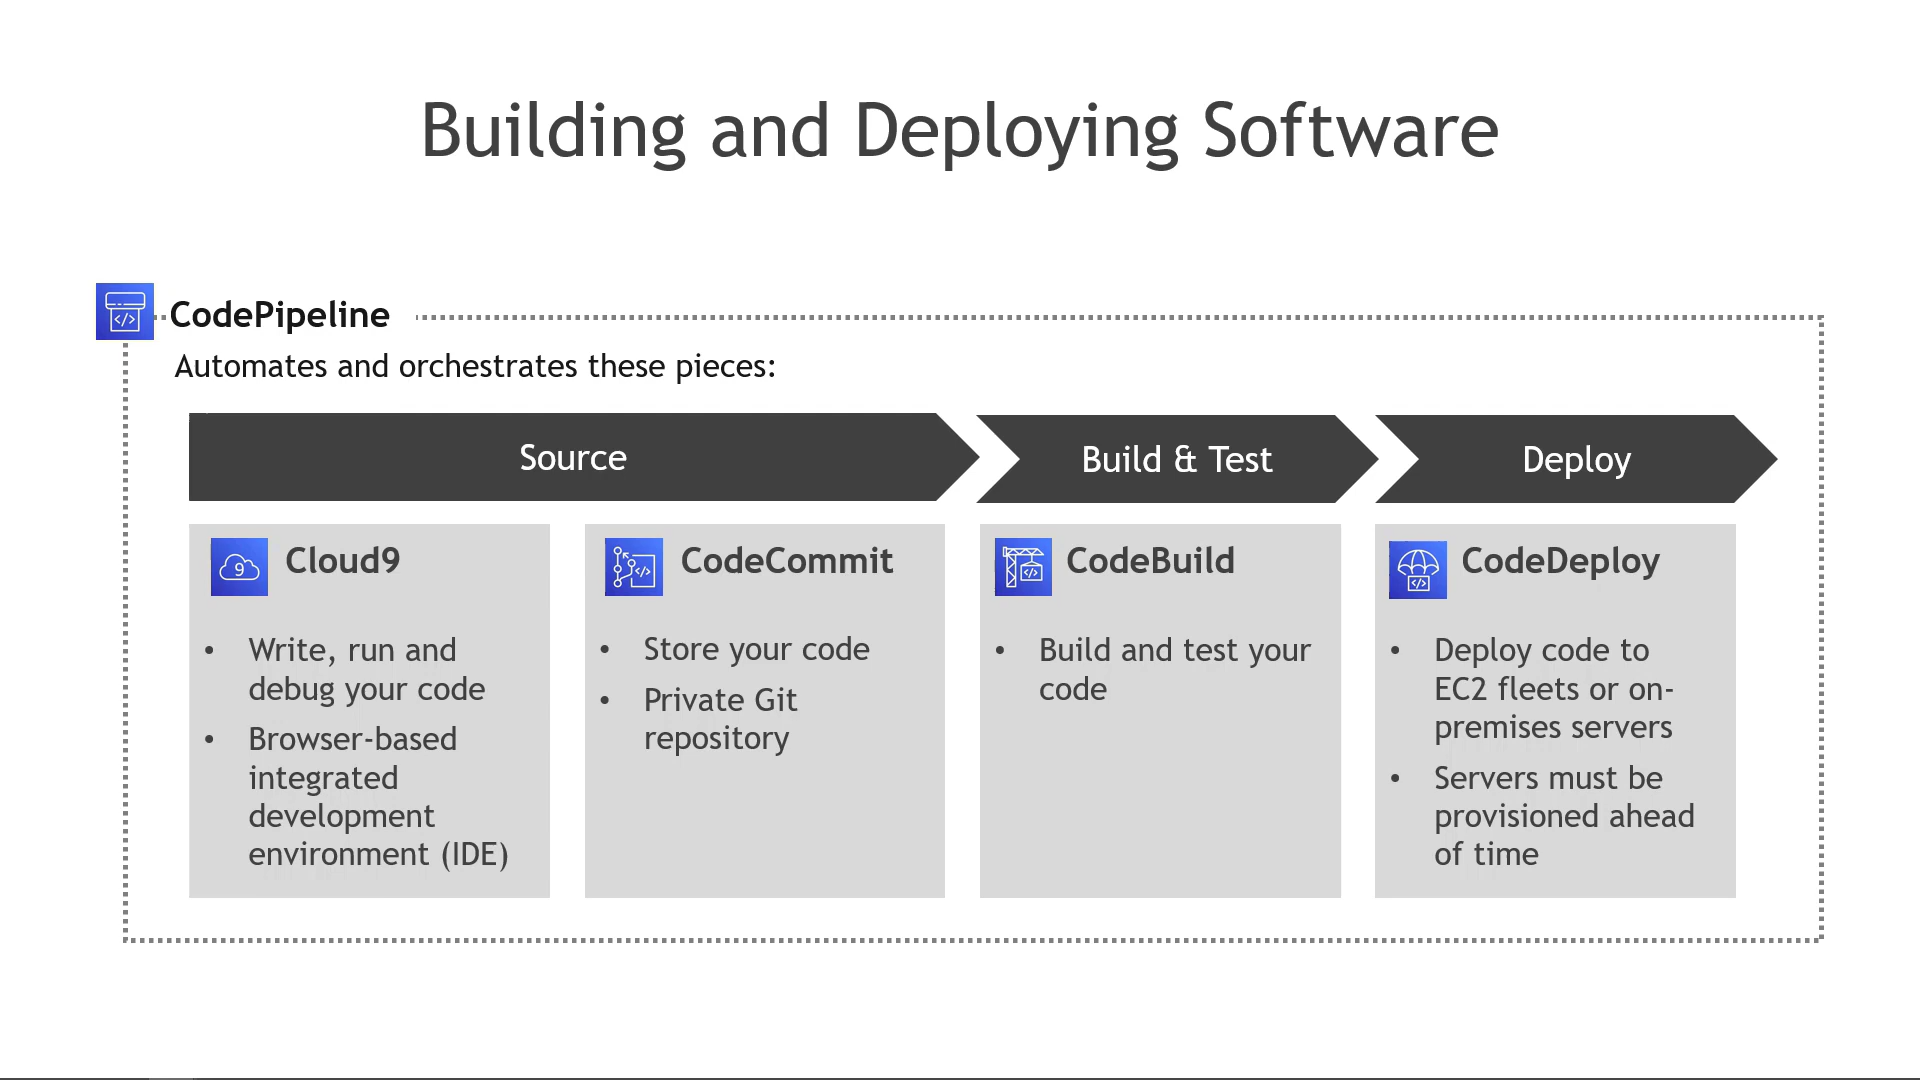 Building and Deploying Software
CodePipeline
Automates and orchestrates these pieces:
Source
Build & Test
Deploy
9
Cloud9
• Write, run and
debug your code
• Browser-based
integrated
development
environment (IDE)
</>
CodeCommit
• Store your code
• Private Git
repository
</>
CodeBuild
• Build and test your
code
</>
CodeDeploy
• Deploy code to
EC2 fleets or on-
premises servers
• Servers must be
provisioned ahead
of time